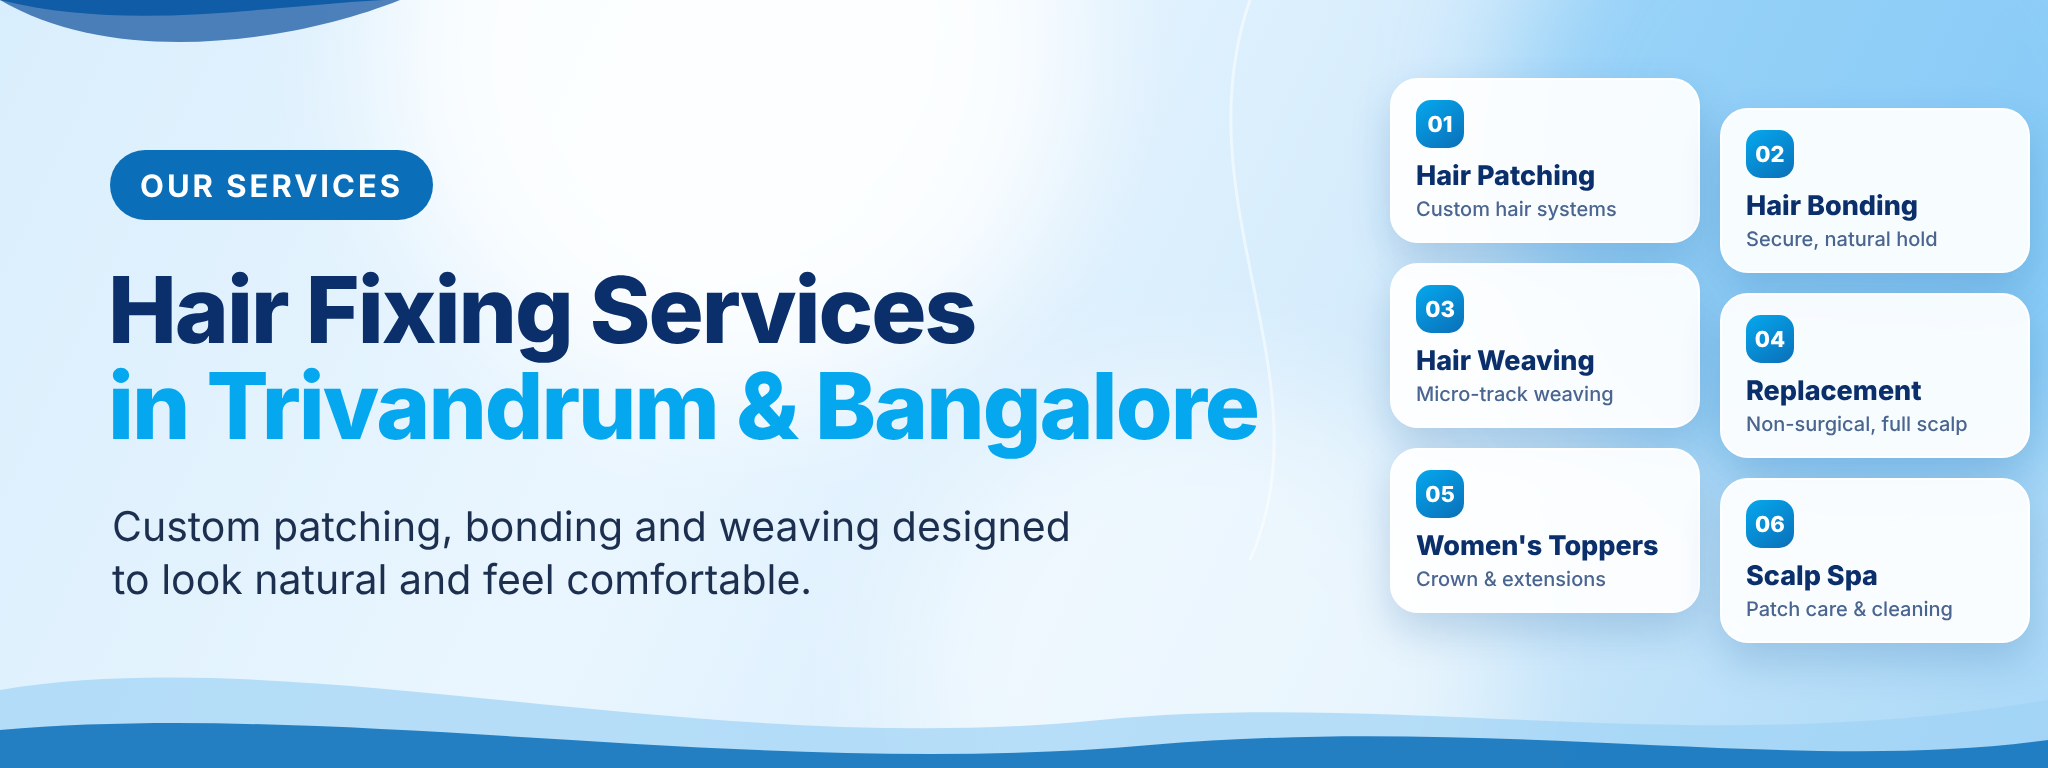 OUR SERVICES
Hair Fixing Services
in Trivandrum & Bangalore
Custom patching, bonding and weaving designed
to look natural and feel comfortable.
01
Hair Patching
Custom hair systems
02
Hair Bonding
Secure, natural hold
03
Hair Weaving
Micro-track weaving
04
Replacement
Non-surgical, full scalp
05
Women's Toppers
Crown & extensions
06
Scalp Spa
Patch care & cleaning